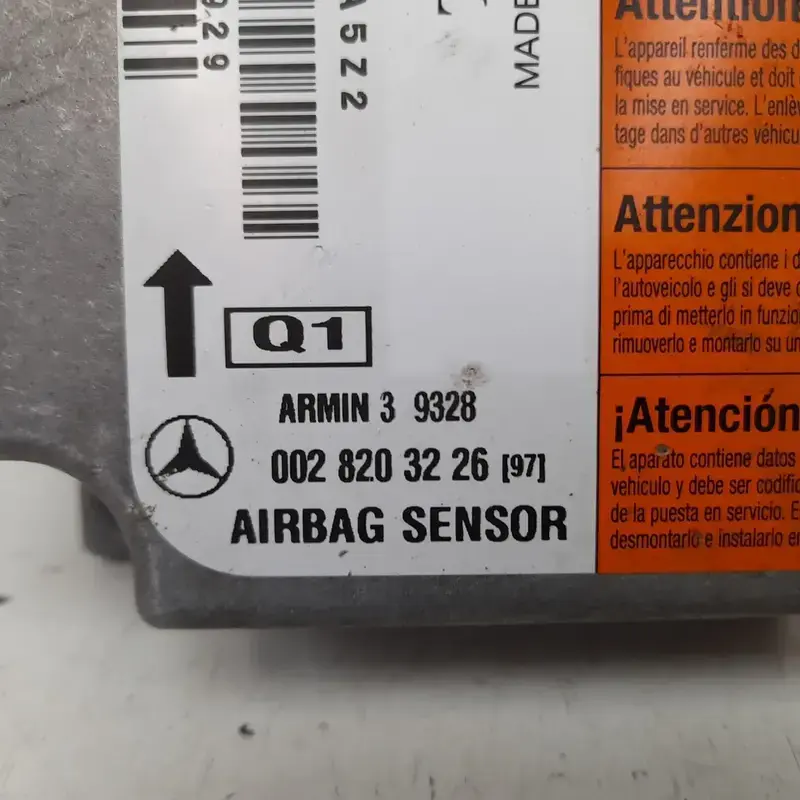 929
A5Z2
MADE
Q1
ARMIN 3 9328
002 820 32 26 [97]
AIRBAG SENSOR
Attention
L'appareil renferme des d
fiques au véhicule et doit
la mise en service. L'enlèv
tage dans d'autres véhicu
Attenzion
L'apparecchio contiene i d
l'autoveicolo e gli si deve
prima di metterlo in funzio
rimuoverlo e montarlo su un
¡Atención
El aparato contiene datos
vehículo y debe ser codific
de la puesta en servicio. E
desmontarlo e instalarlo en